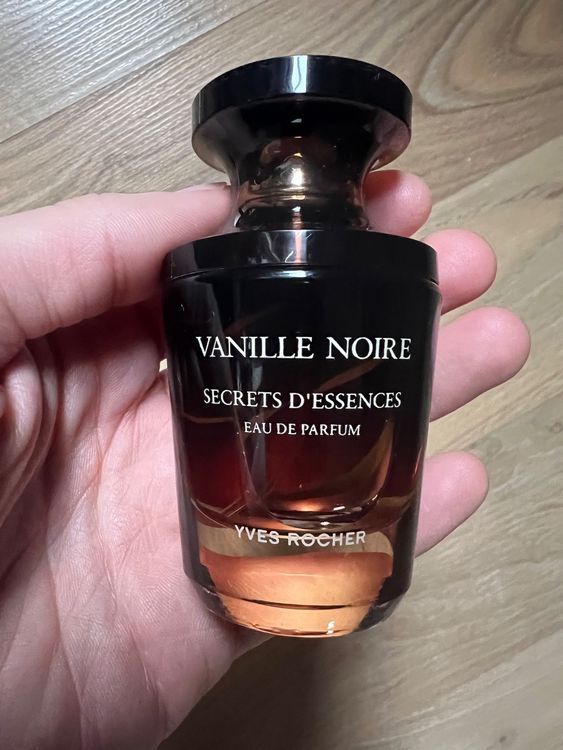 VANILLE NOIRE
SECRETS D'ESSENCES
EAU DE PARFUM
YVES ROCHER